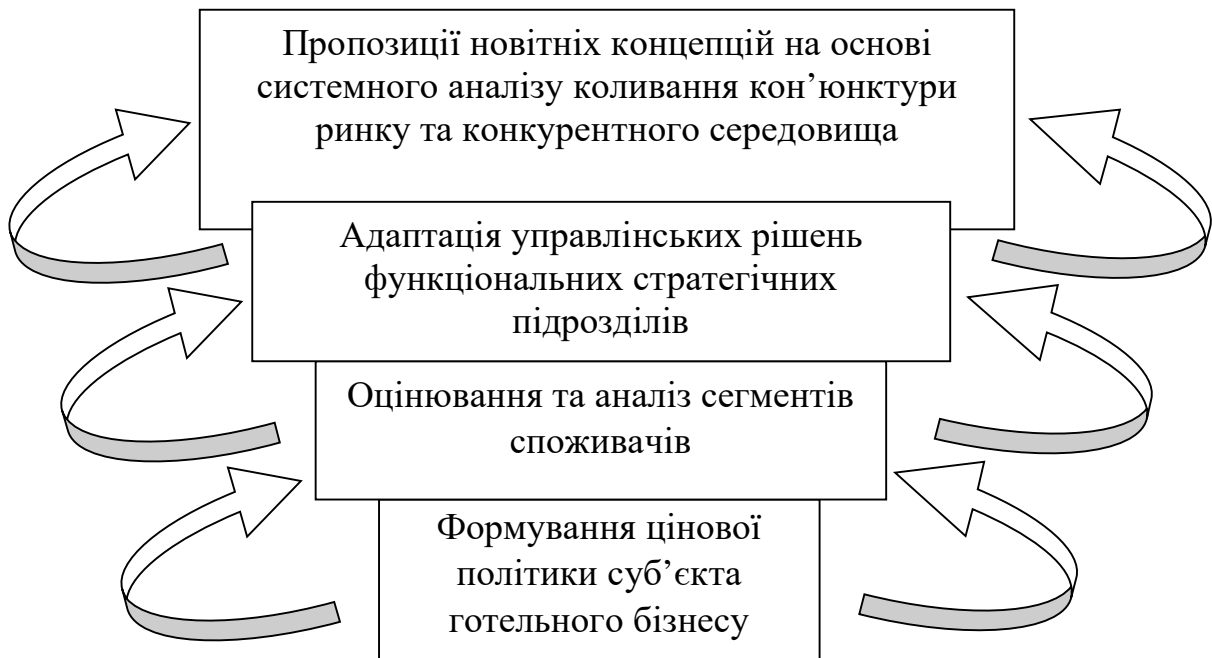 Пропозиції новітніх концепцій на основі
системного аналізу коливання кон’юнктури
ринку та конкурентного середовища
Адаптація управлінських рішень
функціональних стратегічних
підрозділів
Оцінювання та аналіз сегментів
споживачів
Формування цінової
політики суб’єкта
готельного бізнесу